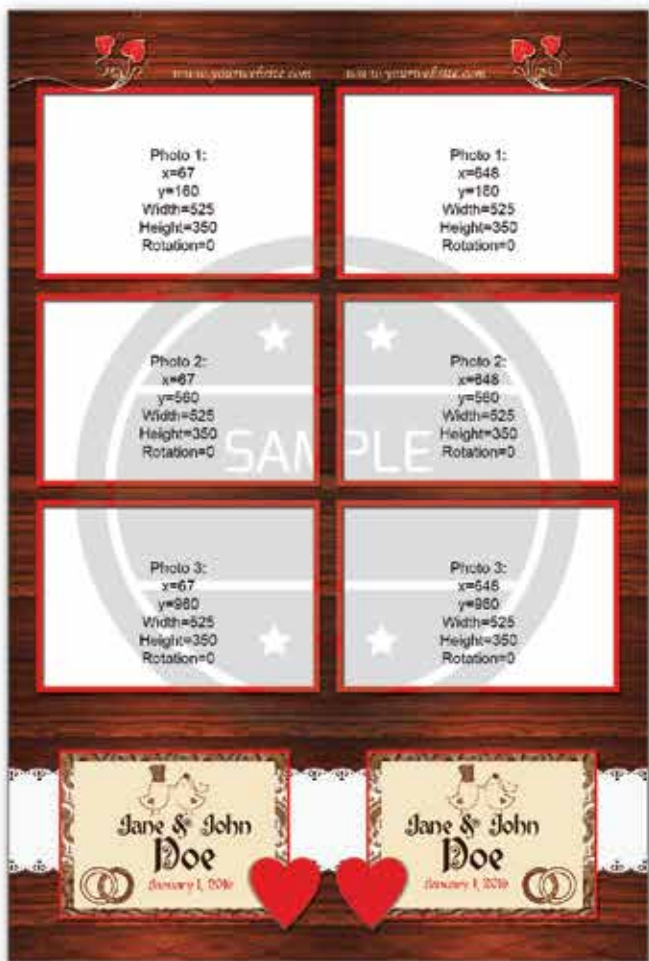 www.yourwebsite.com
www.yourwebsite.com
Photo 1:
x=67
y=160
Width=525
Height=350
Rotation=0
Photo 1:
x=648
y=160
Width=525
Height=350
Rotation=0
Photo 2:
x=67
y=560
Width=525
Height=350
Rotation=0
Photo 2:
x=648
y=560
Width=525
Height=350
Rotation=0
SAMPLE
Photo 3:
x=67
y=960
Width=525
Height=350
Rotation=0
Photo 3:
x=648
y=960
Width=525
Height=350
Rotation=0
Jane & John
Doe
January 1, 2016
Jane & John
Doe
January 1, 2016